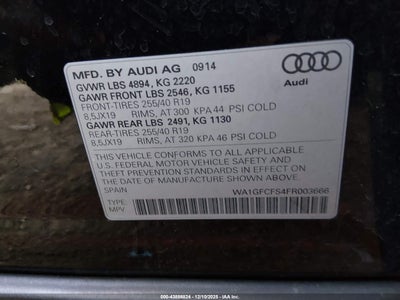 MFD. BY AUDI AG 0914
GVWR LBS 4894, KG 2220
GAWR FRONT LBS 2546, KG 1155
FRONT-TIRES 255/40 R19
8,5JX19 RIMS, AT 300 KPA 44 PSI COLD
GAWR REAR LBS 2491, KG 1130
REAR-TIRES 255/40 R19
8,5JX19 RIMS, AT 320 KPA 46 PSI COLD
THIS VEHICLE CONFORMS TO ALL APPLICABLE
U.S. FEDERAL MOTOR VEHICLE SAFETY AND
THEFT PREVENTION STANDARDS IN EFFECT
ON THE DATE OF MANUFACTURE SHOWN ABOVE.
SPAIN WA1GFCFS4FR003666
TYPE:
MPV
Audi
000-43898824 - 12/10/2025 - IAA Inc.